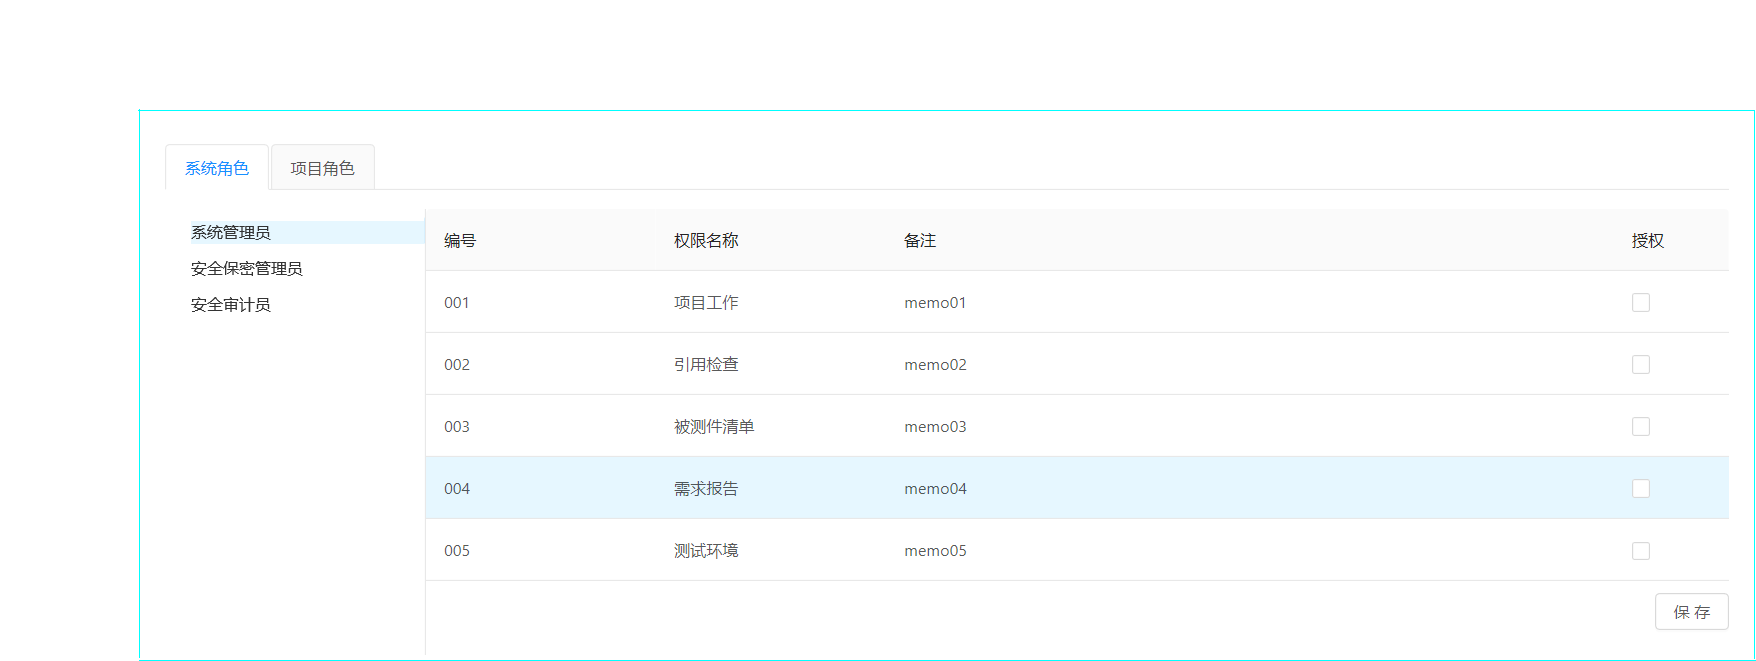 系统角色 项目角色
系统管理员
安全保密管理员
安全审计员
编号 权限名称 备注 授权
001 项目工作 memo01
002 引用检查 memo02
003 被测件清单 memo03
004 需求报告 memo04
005 测试环境 memo05
保 存